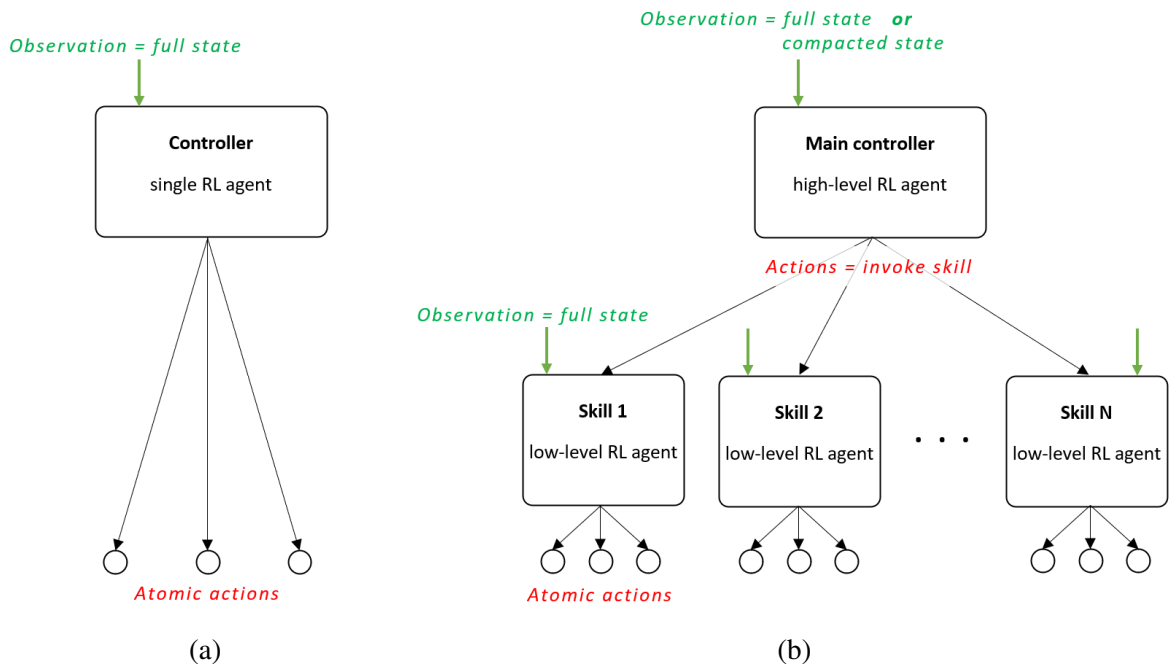 Observation = full state
Controller
single RL agent
Atomic actions
(a)
Observation = full state or
compacted state
Main controller
high-level RL agent
Actions = invoke skill
Observation = full state
Skill 1
low-level RL agent
Skill 2
low-level RL agent
. . .
Skill N
low-level RL agent
Atomic actions
(b)